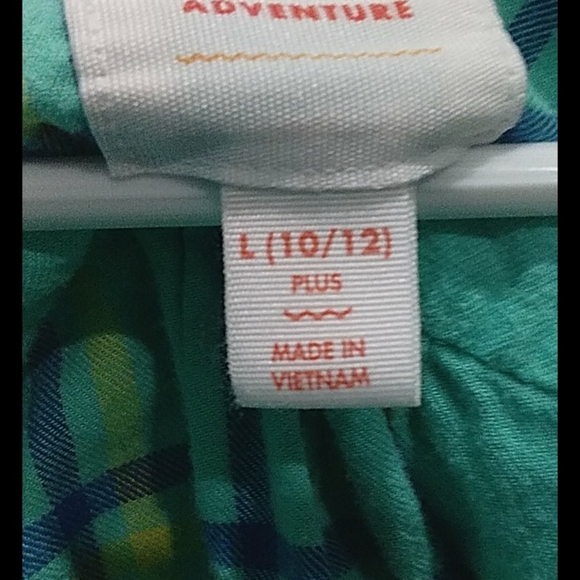 ADVENTURE
L (10/12)
PLUS
MADE IN
VIETNAM